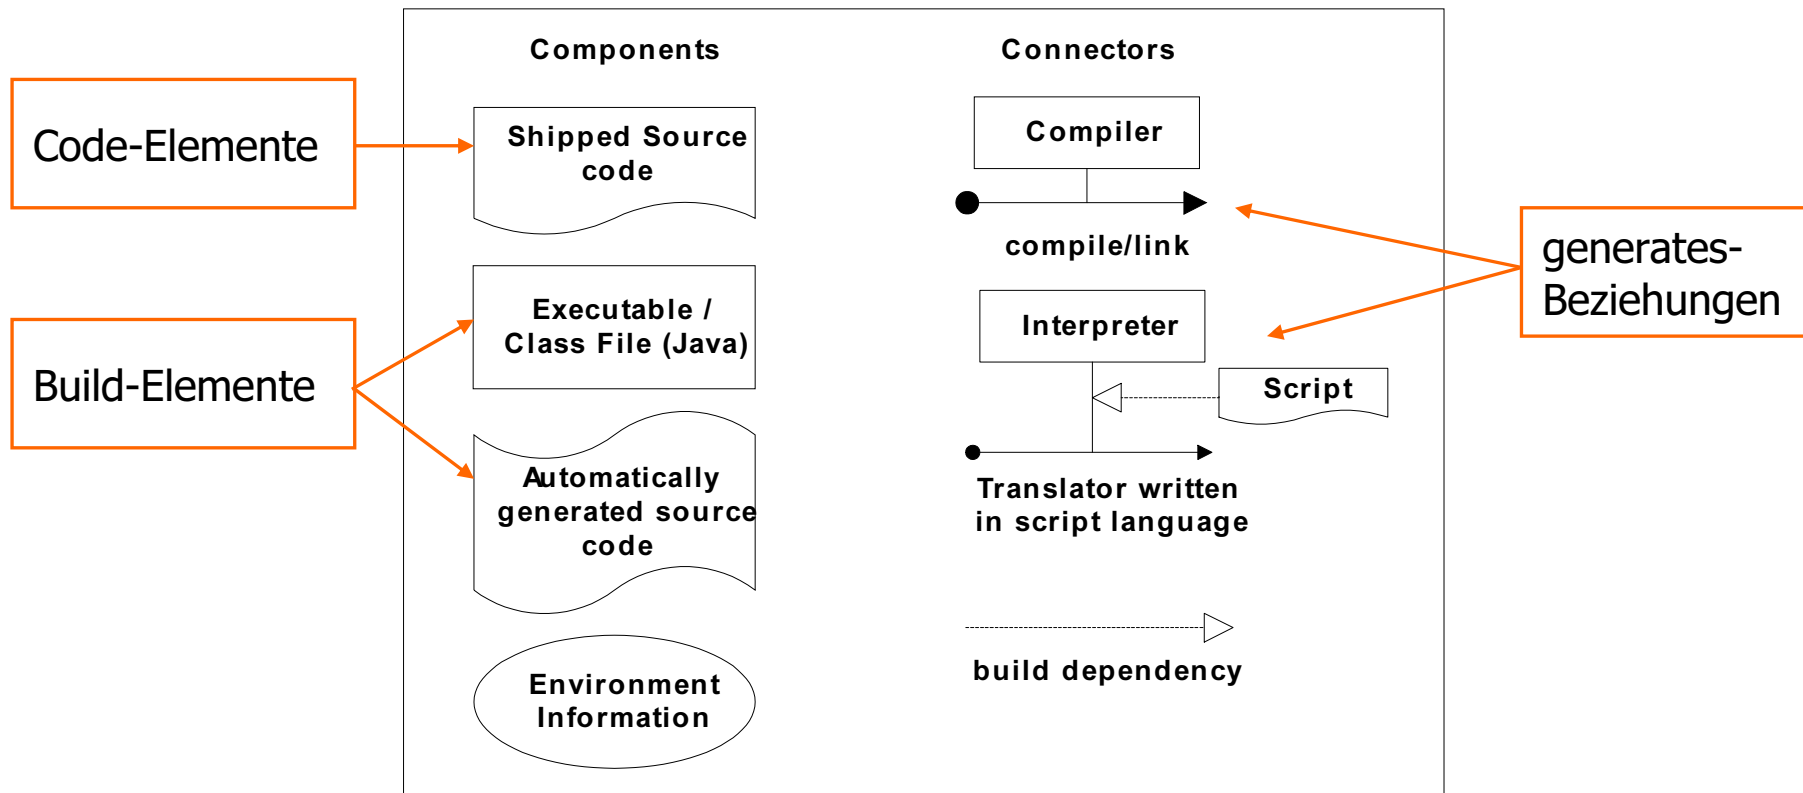 Components
Connectors
Code-Elemente
Shipped Source
code
Compiler
compile/link
generates-
Beziehungen
Build-Elemente
Executable /
Class File (Java)
Interpreter
Script
Automatically
generated source
code
Translator written
in script language
Environment
Information
build dependency